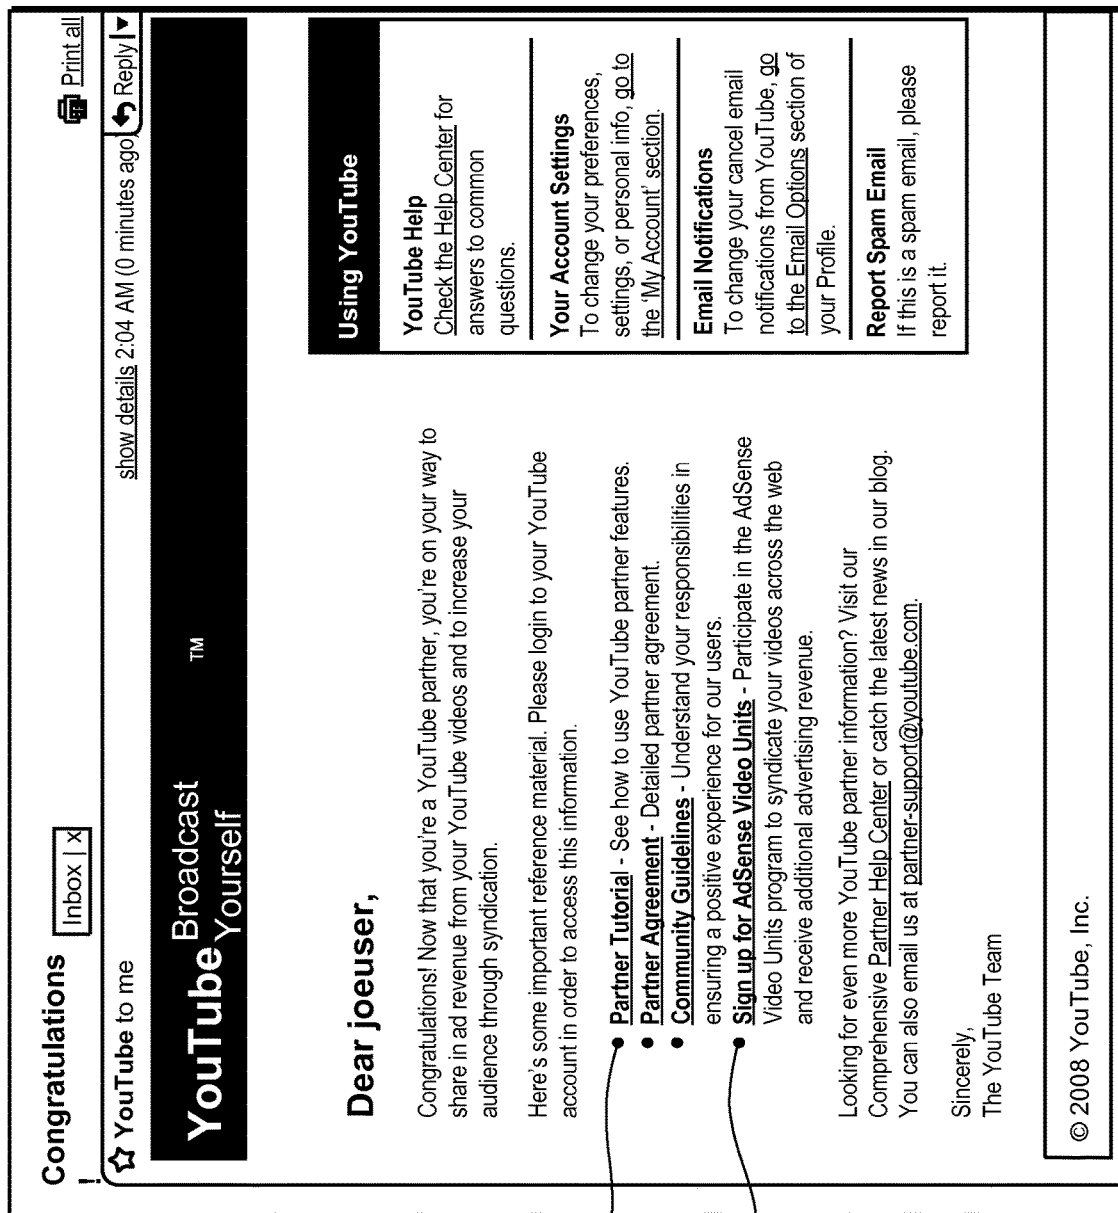 Congratulations Inbox | x
Print all
YouTube to me
show details 2:04 AM (0 minutes ago)
Reply
YouTube Broadcast Yourself TM
Dear joeuser,
Congratulations! Now that you're a YouTube partner, you're on your way to
share in ad revenue from your YouTube videos and to increase your
audience through syndication.
Here's some important reference material. Please login to your YouTube
account in order to access this information.
• Partner Tutorial - See how to use YouTube partner features.
• Partner Agreement - Detailed partner agreement.
• Community Guidelines - Understand your responsibilities in
ensuring a positive experience for our users.
• Sign up for AdSense Video Units - Participate in the AdSense
Video Units program to syndicate your videos across the web
and receive additional advertising revenue.
Looking for even more YouTube partner information? Visit our
Comprehensive Partner Help Center or catch the latest news in our blog.
You can also email us at partner-support@youtube.com.
Sincerely,
The YouTube Team
Using YouTube
YouTube Help
Check the Help Center for
answers to common
questions.
Your Account Settings
To change your preferences,
settings, or personal info, go to
the 'My Account' section.
Email Notifications
To change your cancel email
notifications from YouTube, go
to the Email Options section of
your Profile.
Report Spam Email
If this is a spam email, please
report it.
© 2008 YouTube, Inc.